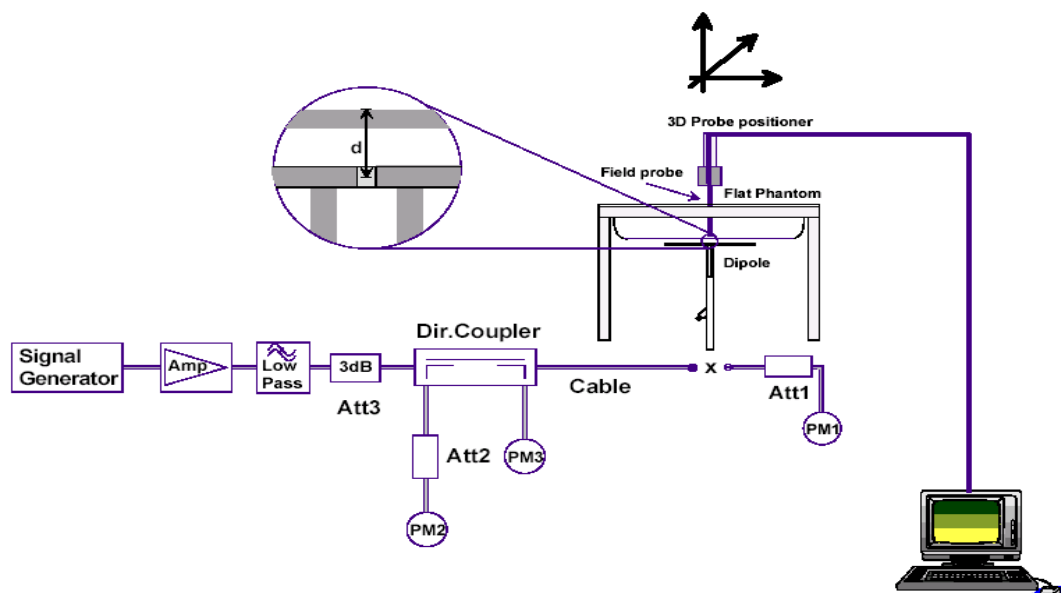 3D Probe positioner
d
Field probe
Flat Phantom
Dipole
Dir.Coupler
Signal
Generator
Amp
Low
Pass
3dB
Att3
Cable
x
Att1
PM1
Att2
PM3
PM2